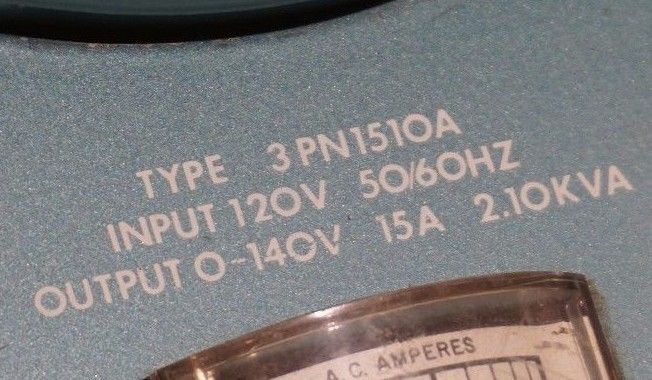 TYPE 3PN1510A
INPUT 120V 50/60HZ
OUTPUT 0-140V 15A 2.10KVA
A.C. AMPERES